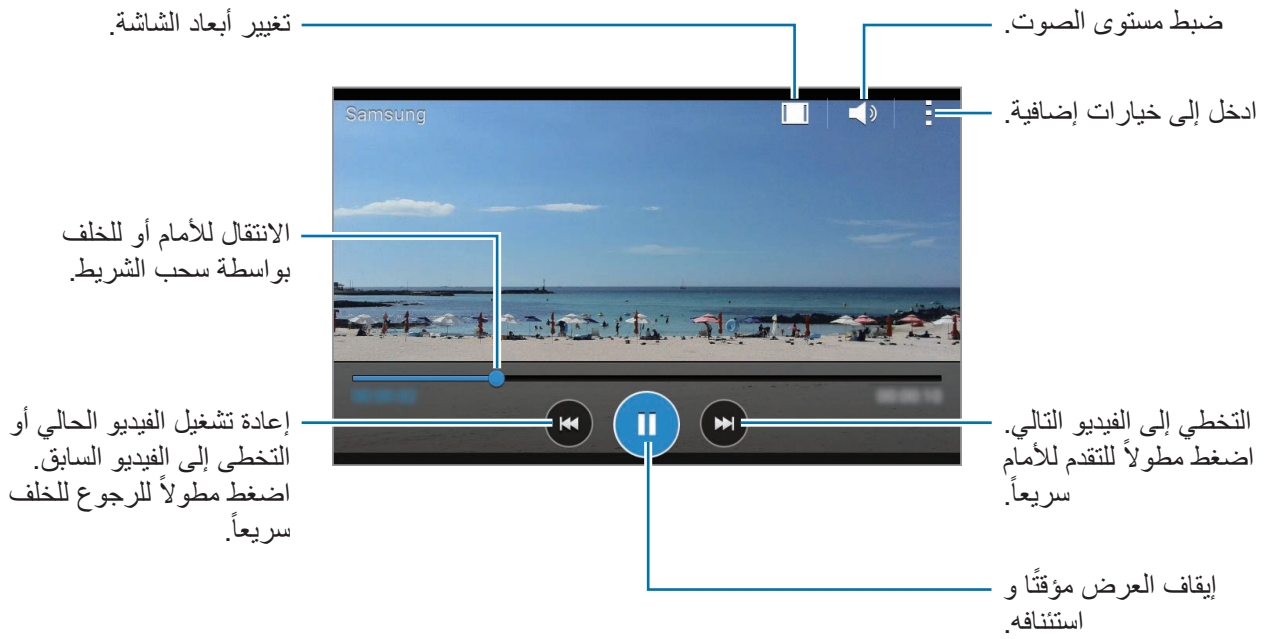 ضبط مستوى الصوت.
تغيير أبعاد الشاشة.
ادخل إلى خيارات إضافية.
Samsung
الانتقال للأمام أو للخلف
بواسطة سحب الشريط.
التخطي إلى الفيديو التالي.
اضغط مطولاً للتقدم للأمام
سريعاً.
إعادة تشغيل الفيديو الحالي أو
التخطى إلى الفيديو السابق.
اضغط مطولاً للرجوع للخلف
سريعاً.
إيقاف العرض مؤقتًا و
استئنافه.